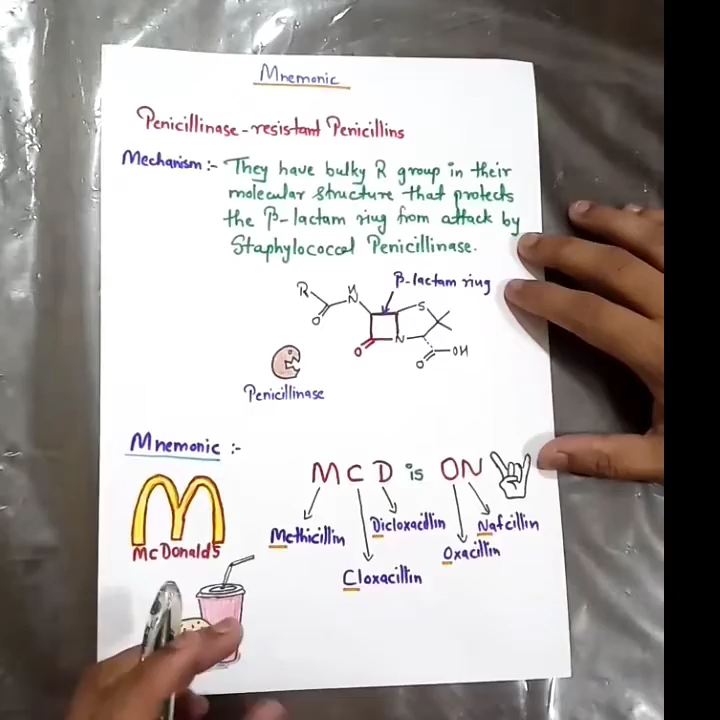 Mnemonic
Penicillinase-resistant Penicillins
Mechanism:- They have bulky R group in their
molecular structure that protects
the β-lactam ring from attack by
Staphylococcal Penicillinase.
β-lactam ring
R
H
N
S
O
O
N
OH
O
Penicillinase
Mnemonic :-
M C D is ON
McDonald's
Methicillin
Dicloxacillin
Nafcillin
Oxacillin
Cloxacillin